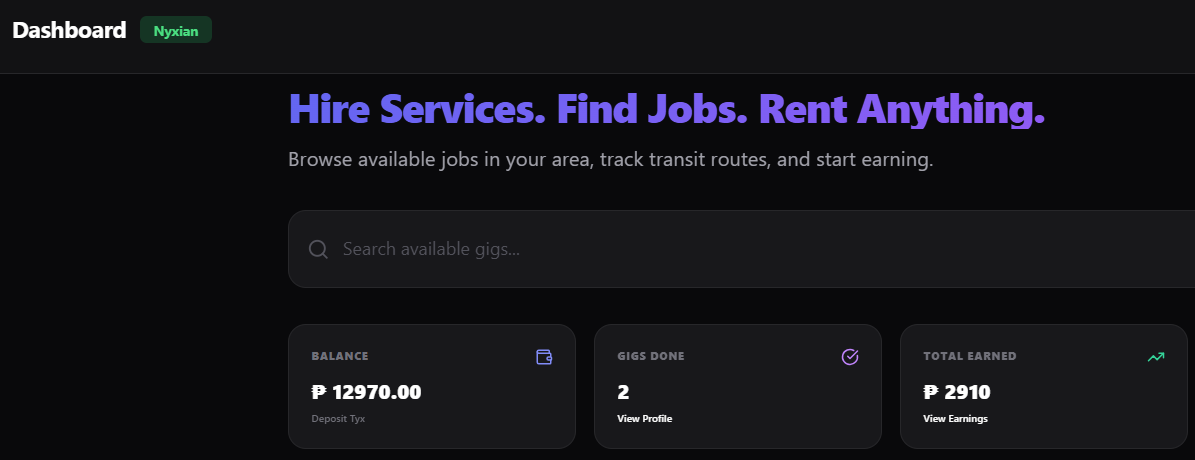 Dashboard Nyxian
Hire Services. Find Jobs. Rent Anything.
Browse available jobs in your area, track transit routes, and start earning.
Search available gigs...
BALANCE
₱ 12970.00
Deposit Tyx
GIGS DONE
2
View Profile
TOTAL EARNED
₱ 2910
View Earnings